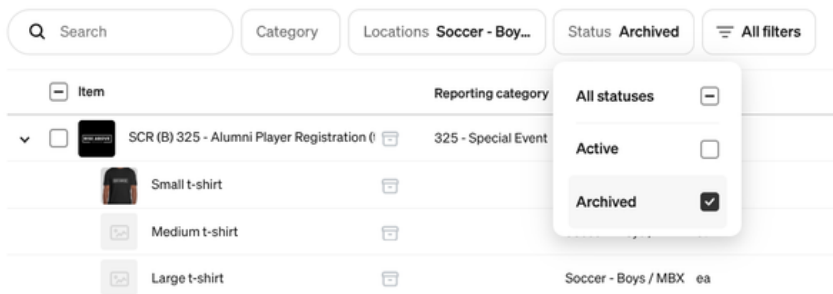 Search
Category
Locations Soccer - Boy...
Status Archived
All filters
Item
Reporting category
All statuses
Active
Archived
SCR (B) 325 - Alumni Player Registration (
325 - Special Event
Small t-shirt
Medium t-shirt
Large t-shirt
Soccer - Boys / MBX ea